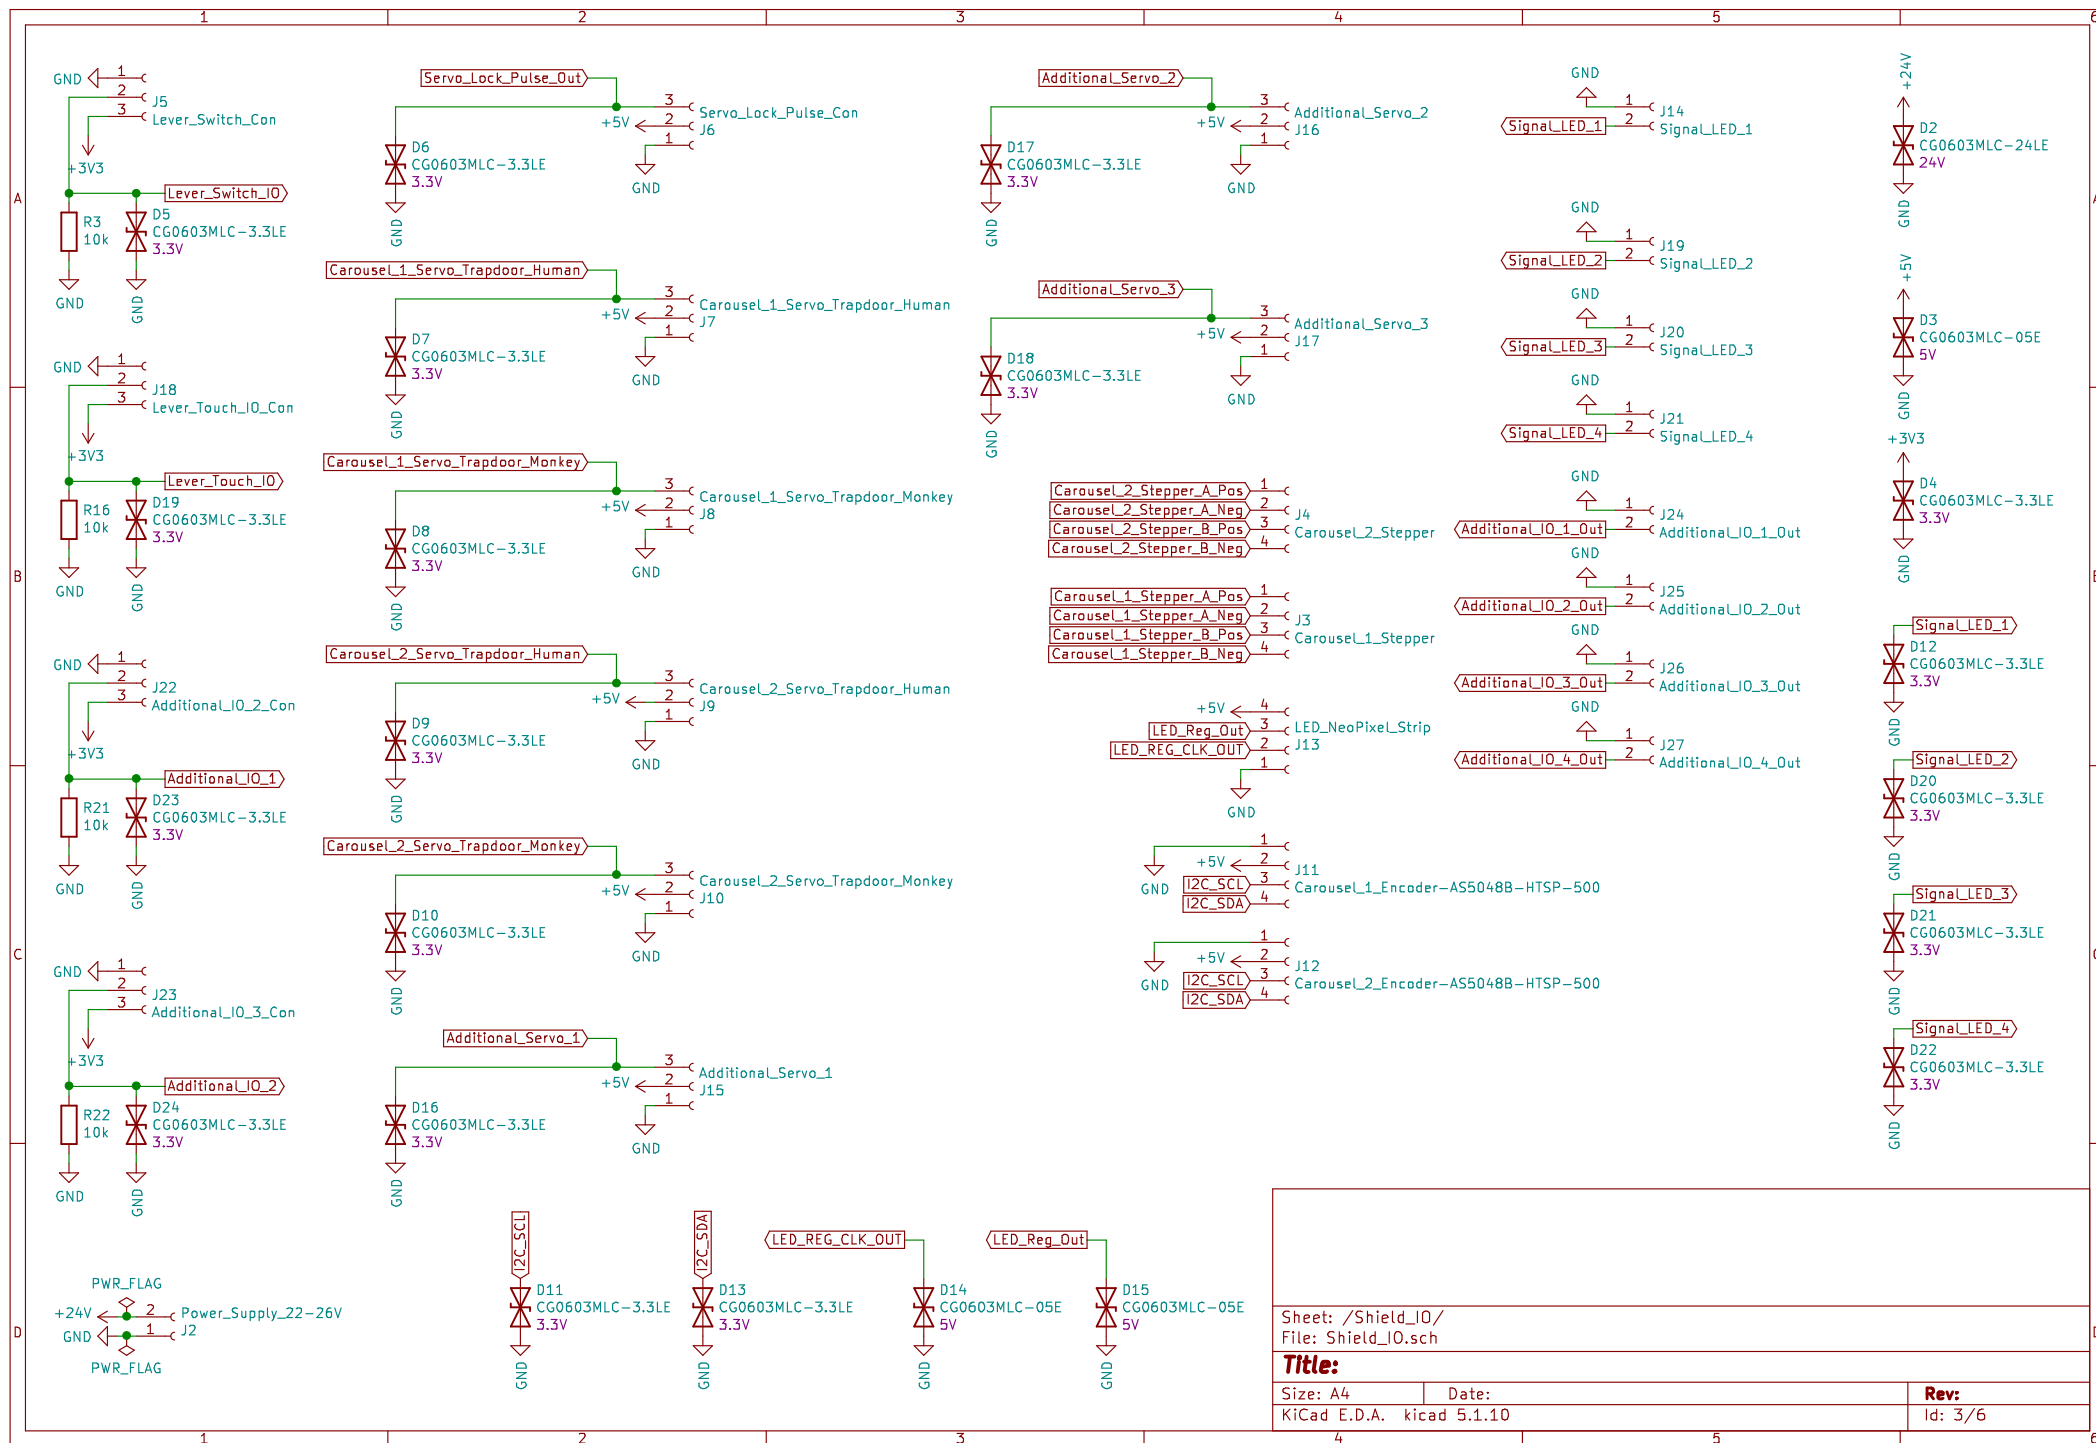 1 2 3 4 5 6
A
B
C
D
GND 1
2 J5
3 Lever_Switch_Con
+3V3
Lever_Switch_IO
R3
10k
D5
CG0603MLC-3.3LE
3.3V
GND
GND
GND 1
2 J18
3 Lever_Touch_IO_Con
+3V3
Lever_Touch_IO
R16
10k
D19
CG0603MLC-3.3LE
3.3V
GND
GND
GND 1
2 J22
3 Additional_IO_2_Con
+3V3
Additional_IO_1
R21
10k
D23
CG0603MLC-3.3LE
3.3V
GND
GND
GND 1
2 J23
3 Additional_IO_3_Con
+3V3
Additional_IO_2
R22
10k
D24
CG0603MLC-3.3LE
3.3V
GND
GND
PWR_FLAG
+24V 2 Power_Supply_22-26V
GND 1 J2
PWR_FLAG
Servo_Lock_Pulse_Out
3 Servo_Lock_Pulse_Con
+5V 2 J6
1
GND
D6
CG0603MLC-3.3LE
3.3V
GND
Carousel_1_Servo_Trapdoor_Human
3 Carousel_1_Servo_Trapdoor_Human
+5V 2 J7
1
GND
D7
CG0603MLC-3.3LE
3.3V
GND
Carousel_1_Servo_Trapdoor_Monkey
3 Carousel_1_Servo_Trapdoor_Monkey
+5V 2 J8
1
GND
D8
CG0603MLC-3.3LE
3.3V
GND
Carousel_2_Servo_Trapdoor_Human
3 Carousel_2_Servo_Trapdoor_Human
+5V 2 J9
1
GND
D9
CG0603MLC-3.3LE
3.3V
GND
Carousel_2_Servo_Trapdoor_Monkey
3 Carousel_2_Servo_Trapdoor_Monkey
+5V 2 J10
1
GND
D10
CG0603MLC-3.3LE
3.3V
GND
Additional_Servo_1
3 Additional_Servo_1
+5V 2 J15
1
GND
D16
CG0603MLC-3.3LE
3.3V
GND
I2C_SCL
D11
CG0603MLC-3.3LE
3.3V
GND
I2C_SDA
D13
CG0603MLC-3.3LE
3.3V
GND
LED_REG_CLK_OUT
D14
CG0603MLC-05E
5V
GND
LED_Reg_Out
D15
CG0603MLC-05E
5V
GND
Additional_Servo_2
3 Additional_Servo_2
+5V 2 J16
1
GND
D17
CG0603MLC-3.3LE
3.3V
GND
Additional_Servo_3
3 Additional_Servo_3
+5V 2 J17
1
GND
D18
CG0603MLC-3.3LE
3.3V
GND
Carousel_2_Stepper_A_Pos 1
Carousel_2_Stepper_A_Neg 2 J4
Carousel_2_Stepper_B_Pos 3 Carousel_2_Stepper
Carousel_2_Stepper_B_Neg 4
Carousel_1_Stepper_A_Pos 1
Carousel_1_Stepper_A_Neg 2 J3
Carousel_1_Stepper_B_Pos 3 Carousel_1_Stepper
Carousel_1_Stepper_B_Neg 4
+5V 4
LED_Reg_Out 3 LED_NeoPixel_Strip
LED_REG_CLK_OUT 2 J13
1
GND
1
+5V 2 J11
GND I2C_SCL 3 Carousel_1_Encoder-AS5048B-HTSP-500
I2C_SDA 4
1
+5V 2 J12
GND I2C_SCL 3 Carousel_2_Encoder-AS5048B-HTSP-500
I2C_SDA 4
GND
1 J14
Signal_LED_1 2 Signal_LED_1
GND
1 J19
Signal_LED_2 2 Signal_LED_2
GND
1 J20
Signal_LED_3 2 Signal_LED_3
GND
1 J21
Signal_LED_4 2 Signal_LED_4
GND
1 J24
Additional_IO_1_Out 2 Additional_IO_1_Out
GND
1 J25
Additional_IO_2_Out 2 Additional_IO_2_Out
GND
1 J26
Additional_IO_3_Out 2 Additional_IO_3_Out
GND
1 J27
Additional_IO_4_Out 2 Additional_IO_4_Out
+24V
D2
CG0603MLC-24LE
24V
GND
+5V
D3
CG0603MLC-05E
5V
GND
+3V3
D4
CG0603MLC-3.3LE
3.3V
GND
Signal_LED_1
D12
CG0603MLC-3.3LE
3.3V
GND
Signal_LED_2
D20
CG0603MLC-3.3LE
3.3V
GND
Signal_LED_3
D21
CG0603MLC-3.3LE
3.3V
GND
Signal_LED_4
D22
CG0603MLC-3.3LE
3.3V
GND
Sheet: /Shield_IO/
File: Shield_IO.sch
Title:
Size: A4 Date: Rev:
KiCad E.D.A. kicad 5.1.10 Id: 3/6
1 2 3 4 5 6